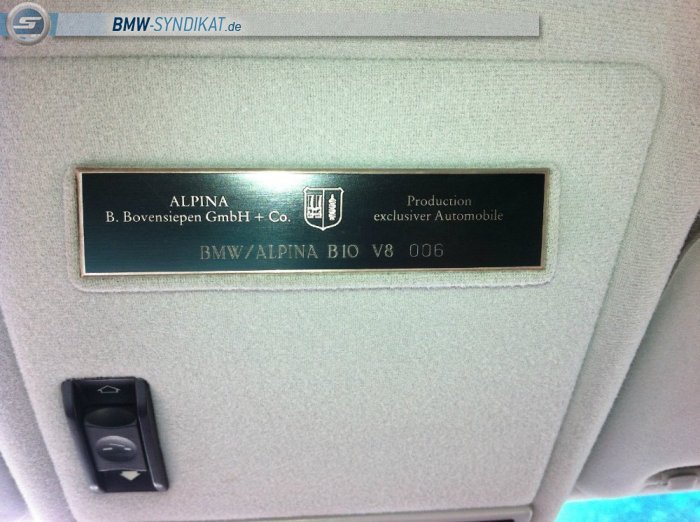 BMW-SYNDIKAT.de
ALPINA
B. Bovensiepen GmbH + Co.
Production
exclusiver Automobile
BMW/ALPINA B10 V8 006